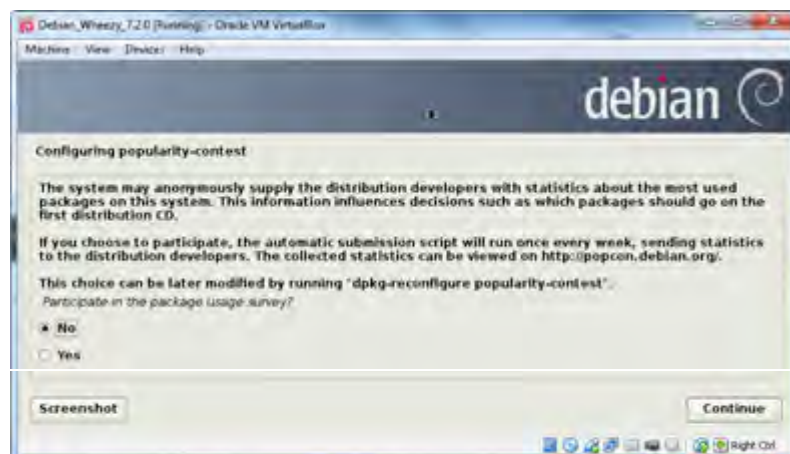 Debian_Wheezy_7.2.0 [Running] - Oracle VM VirtualBox
Machine View Devices Help
debian
Configuring popularity-contest
The system may anonymously supply the distribution developers with statistics about the most used
packages on this system. This information influences decisions such as which packages should go on the
first distribution CD.
If you choose to participate, the automatic submission script will run once every week, sending statistics
to the distribution developers. The collected statistics can be viewed on http://popcon.debian.org/.
This choice can be later modified by running "dpkg-reconfigure popularity-contest".
Participate in the package usage survey?
No
Yes
Screenshot
Continue
Right Ctrl